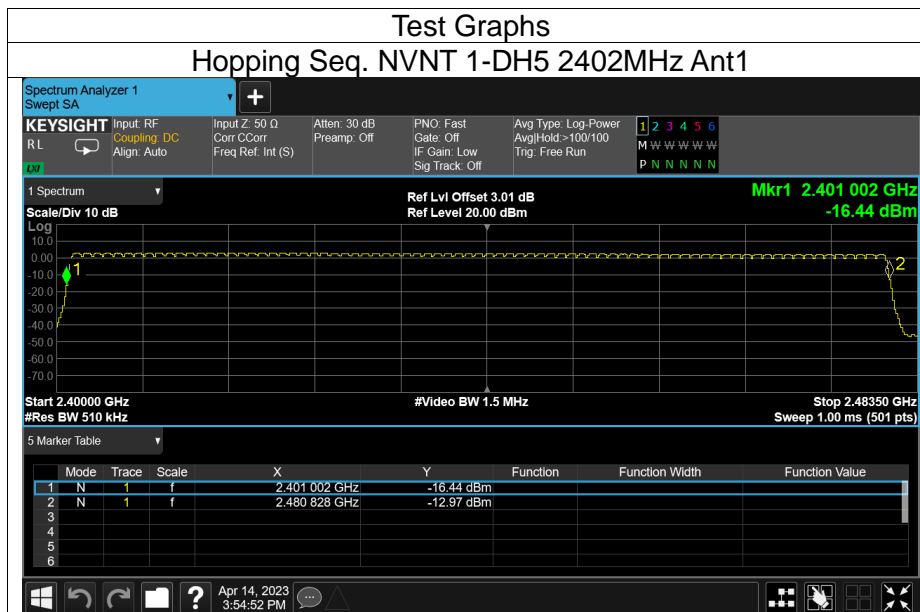 Test Graphs
Hopping Seq. NVNT 1-DH5 2402MHz Ant1
Spectrum Analyzer 1
Swept SA
+
KEYSIGHT Input: RF Input Z: 50 Ω Atten: 30 dB PNO: Fast Avg Type: Log-Power 1 2 3 4 5 6
RL Coupling: DC Corr CCorr Preamp: Off Gate: Off Avg|Hold:>100/100 M W W W W W
Align: Auto Freq Ref: Int (S) IF Gain: Low Trig: Free Run
LXI Sig Track: Off P N N N N N
1 Spectrum Ref Lvl Offset 3.01 dB Mkr1 2.401 002 GHz
Scale/Div 10 dB Ref Level 20.00 dBm -16.44 dBm
Log
10.0
0.00
1 2
-10.0
-20.0
-30.0
-40.0
-50.0
-60.0
-70.0
Start 2.40000 GHz #Video BW 1.5 MHz Stop 2.48350 GHz
#Res BW 510 kHz Sweep 1.00 ms (501 pts)
5 Marker Table
Mode Trace Scale X Y Function Function Width Function Value
1 N 1 f 2.401 002 GHz -16.44 dBm
2 N 1 f 2.480 828 GHz -12.97 dBm
3
4
5
6
? Apr 14, 2023
3:54:52 PM